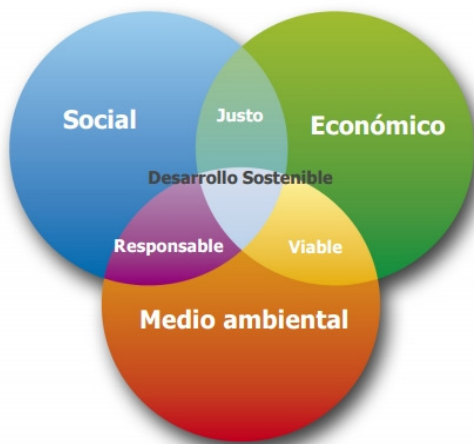 Justo
Social
Económico
Desarrollo Sostenible
Responsable
Viable
Medio ambiental